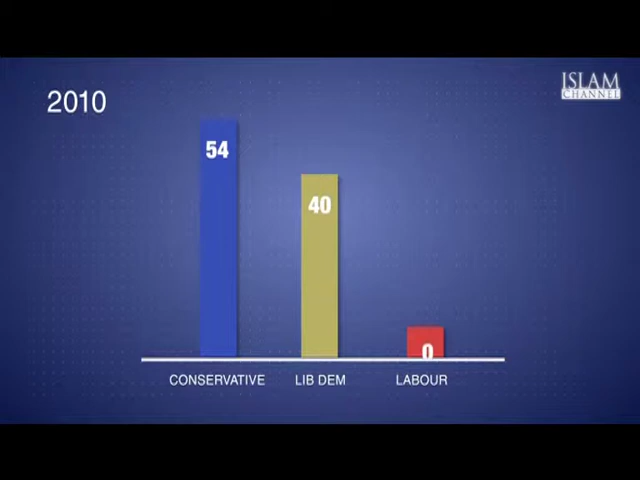 ISLAM
CHANNEL
2010
54
40
0
CONSERVATIVE LIB DEM LABOUR